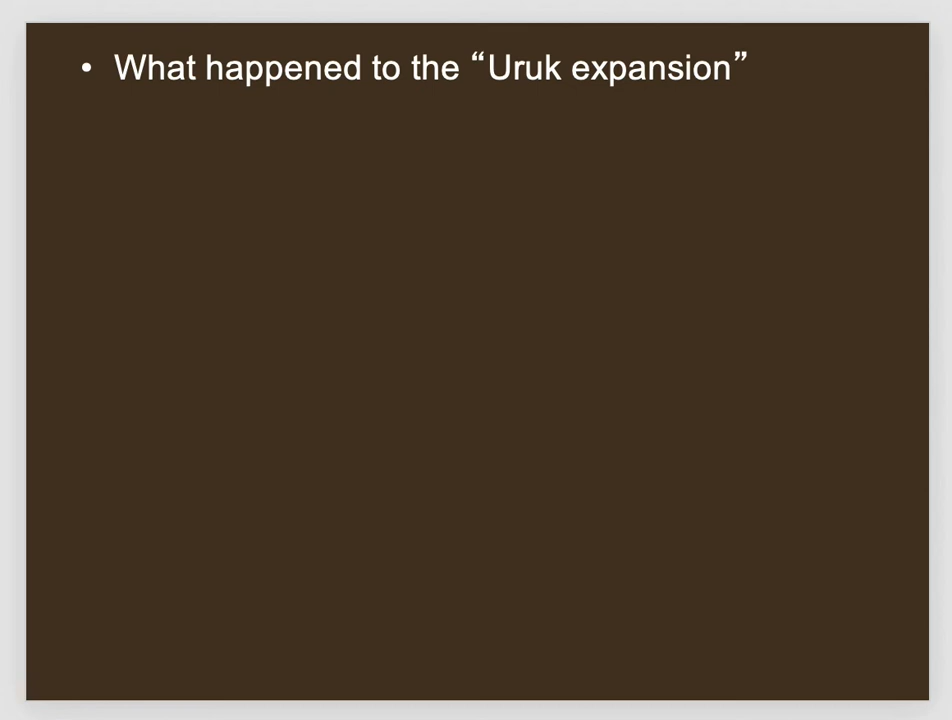 • What happened to the “Uruk expansion”